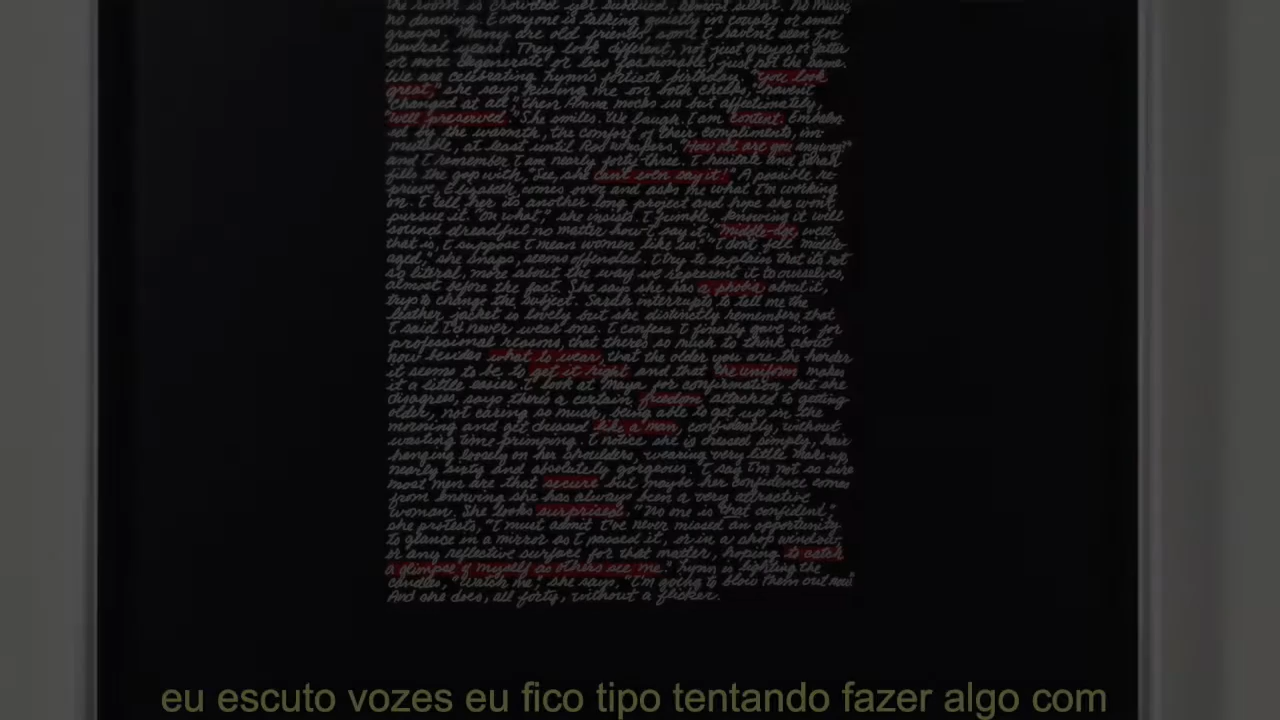 the room is crowded yet subdued, almost silent. No music,
no dancing. Everyone is talking quietly in couples or small
groups. Many are old friends, some I haven't seen for
several years. They look different, not just greyer or fatter
or more degenerate or less fashionable, just not the same.
We are celebrating hymn's fortieth birthday. "You look
great," she says kissing me on both cheeks, "haven't
changed at all." then Anna mocks us but affectionately,
"well preserved." She smiles. We laugh. I am content. Embalm-
ed by the warmth, the comfort of their compliments, im-
mutable, at least until Rod whispers, "How old are you anyway?"
and I remember I am nearly forty-three. I hesitate and Sarah
fills the gap with, "See, she can't even say it!" A possible re-
prieve, Elizabeth comes over and asks me what I'm working
on. I tell her its another long project and hope she won't
pursue it. "On what," she insists. I fumble, knowing it will
sound dreadful no matter how I say it, "middle-age, well,
that is, I suppose I mean women like us." "I don't feel middle-
aged," she snaps, seems offended. I try to explain that it's not
so literal, more about the way we represent it to ourselves,
almost before the fact. She says she has a phobia about it,
trys to change the subject. Sarah interrupts to tell me the
leather jacket is lovely but she distinctly remembers that
I said I'd never wear one. I confess I finally gave in for
professional reasons, that there's so much to think about
now besides what to wear, that the older you are the harder
it seems to be to get it right and that the uniform makes
it a little easier. I look at Maya for confirmation but she
disagrees, says there's a certain freedom attached to getting
older, not caring so much, being able to get up in the
morning and get dressed like a man, confidently, without
wasting time primping. I notice she is dressed simply, hair
hanging loosely on her shoulders, wearing very little make-up,
nearly sixty and absolutely gorgeous. I say I'm not so sure
most men are that secure but maybe her confidence comes
from knowing she has always been a very attractive
woman. She looks surprised. "No one is that confident,"
she protests, "I must admit I've never missed an opportunity
to glance in a mirror as I passed it, or in a shop window,
or any reflective surface for that matter, hoping to catch
a glimpse of myself as others see me." hymn is lighting the
candles, "Watch me," she says, "I'm going to blow them out now."
And she does, all forty, without a flicker.
eu escuto vozes eu fico tipo tentando fazer algo com